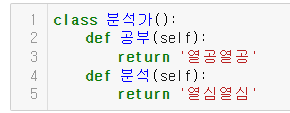 1 class 분석가():
2     def 공부(self):
3         return '열공열공'
4     def 분석(self):
5         return '열심열심'